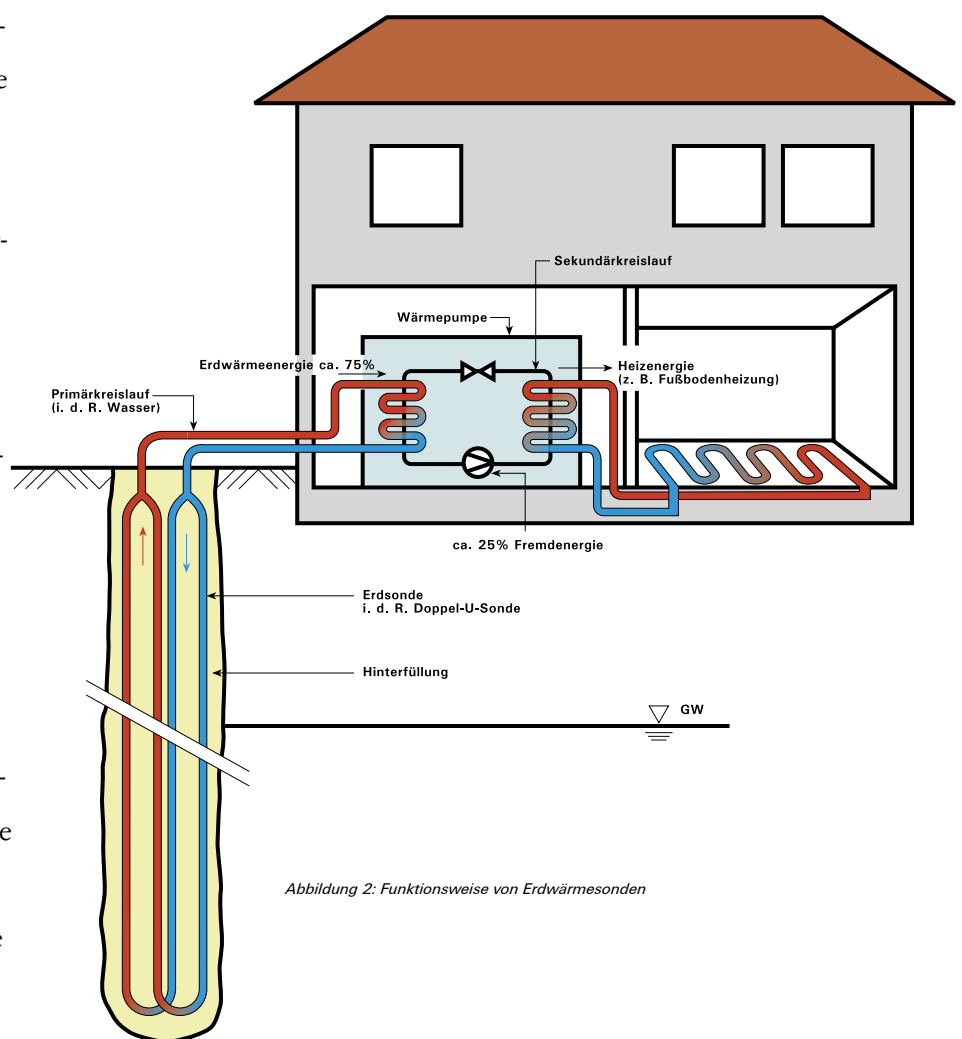 -
e
-
-
-
e
e
Sekundärkreislauf
Wärmepumpe
Erdwärmeenergie ca. 75%
Heizenergie
(z. B. Fußbodenheizung)
Primärkreislauf
(i. d. R. Wasser)
ca. 25% Fremdenergie
Erdsonde
i. d. R. Doppel-U-Sonde
Hinterfüllung
GW
Abbildung 2: Funktionsweise von Erdwärmesonden